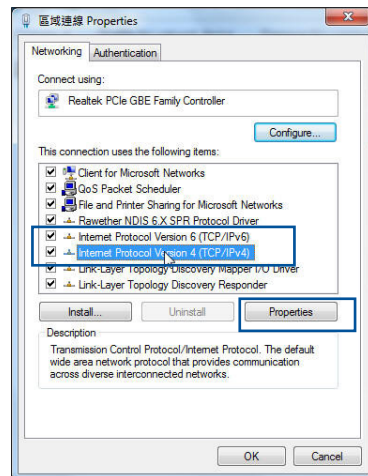 區域連線 Properties
Networking Authentication
Connect using:
Realtek PCIe GBE Family Controller
Configure...
This connection uses the following items:
Client for Microsoft Networks
QoS Packet Scheduler
File and Printer Sharing for Microsoft Networks
Rawether NDIS 6.X SPR Protocol Driver
Internet Protocol Version 6 (TCP/IPv6)
Internet Protocol Version 4 (TCP/IPv4)
Link-Layer Topology Discovery Mapper I/O Driver
Link-Layer Topology Discovery Responder
Install... Uninstall Properties
Description
Transmission Control Protocol/Internet Protocol. The default
wide area network protocol that provides communication
across diverse interconnected networks.
OK Cancel